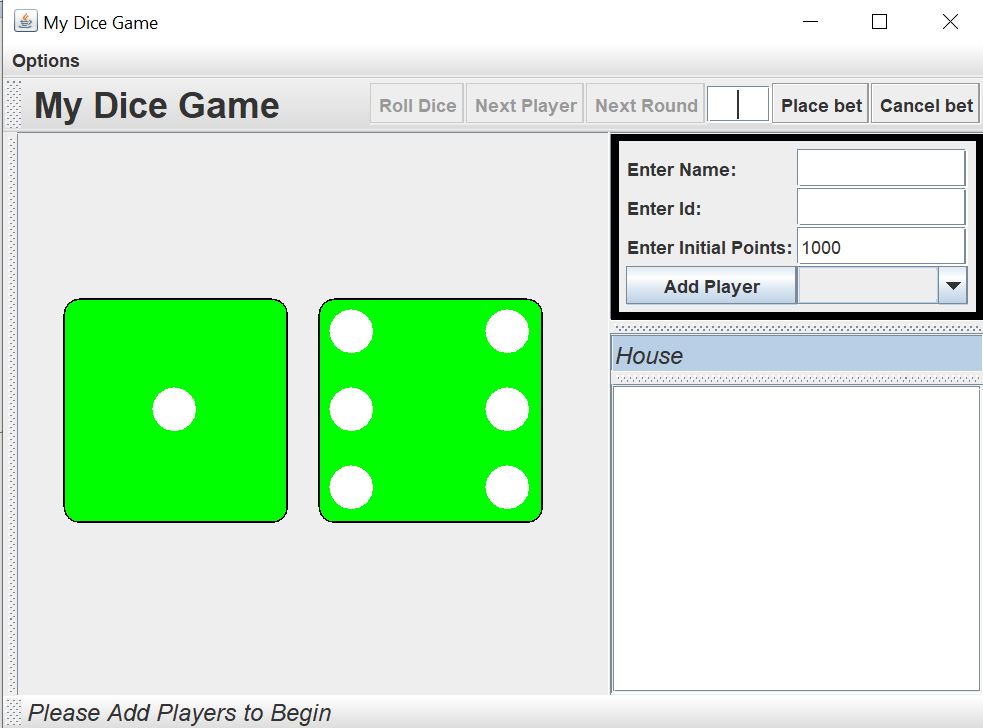 My Dice Game
Options
My Dice Game Roll Dice Next Player Next Round Place bet Cancel bet
Enter Name:
Enter Id:
Enter Initial Points: 1000
Add Player
House
Please Add Players to Begin